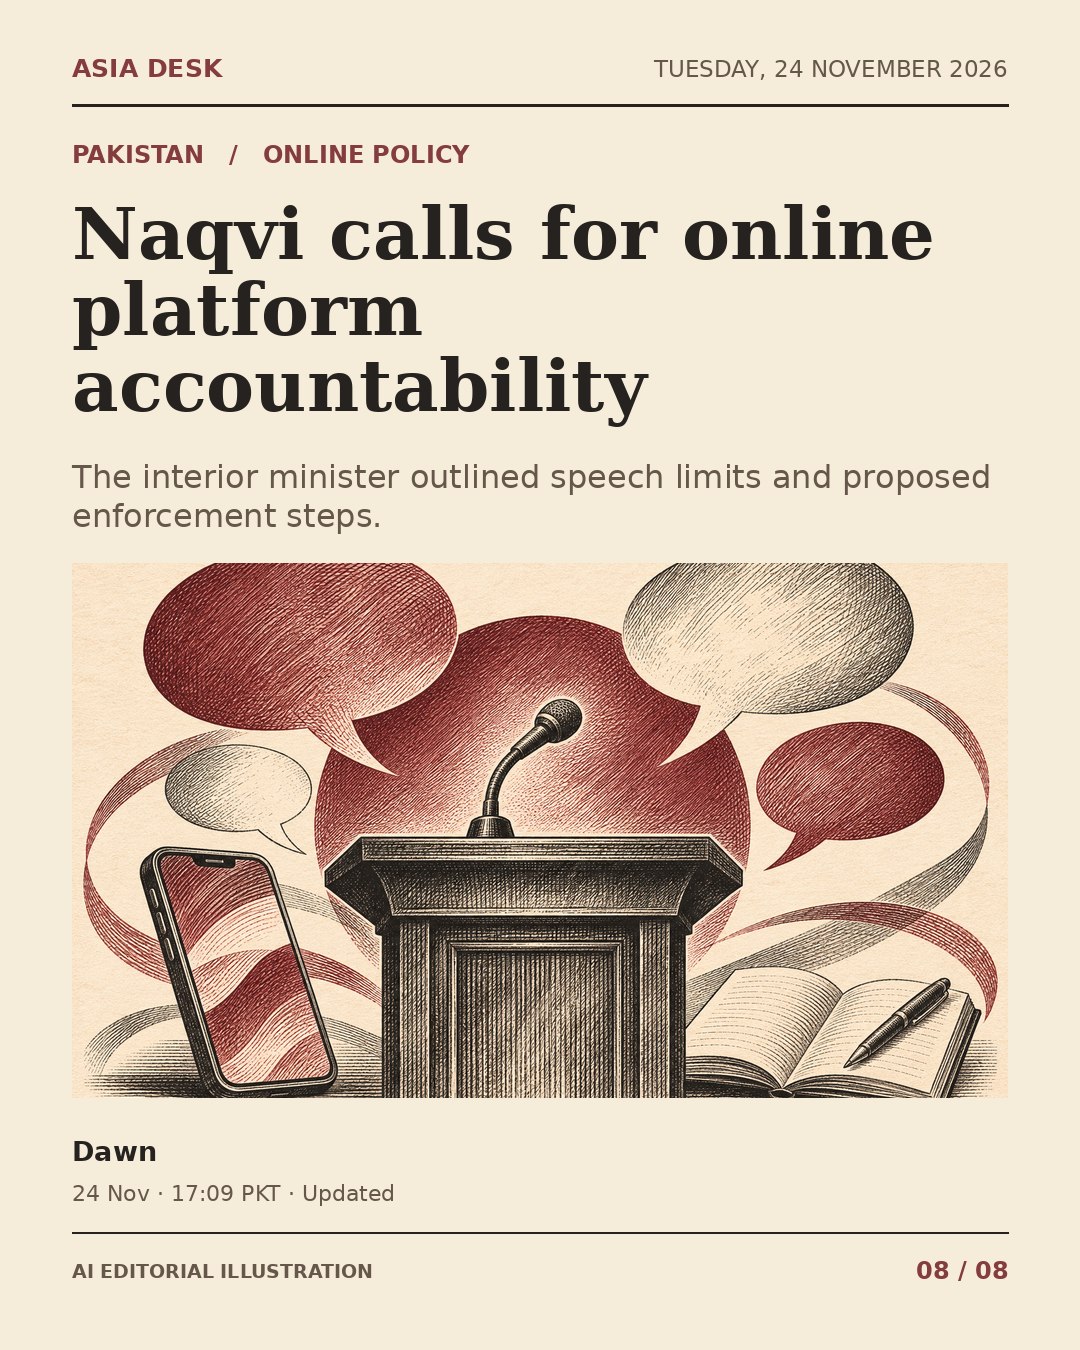 ASIA DESK
TUESDAY, 24 NOVEMBER 2026
PAKISTAN / ONLINE POLICY
Naqvi calls for online
platform
accountability
The interior minister outlined speech limits and proposed
enforcement steps.
Dawn
24 Nov · 17:09 PKT · Updated
AI EDITORIAL ILLUSTRATION
08 / 08